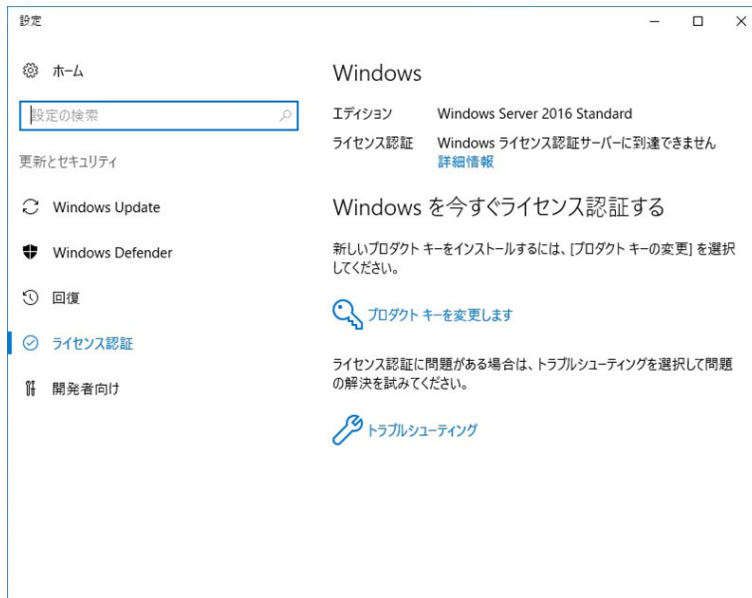 設定
ホーム
設定の検索
更新とセキュリティ
Windows Update
Windows Defender
回復
ライセンス認証
開発者向け
Windows
エディション Windows Server 2016 Standard
ライセンス認証 Windows ライセンス認証サーバーに到達できません
詳細情報
Windows を今すぐライセンス認証する
新しいプロダクト キーをインストールするには、[プロダクト キーの変更] を選択
してください。
プロダクト キーを変更します
ライセンス認証に問題がある場合は、トラブルシューティングを選択して問題
の解決を試みてください。
トラブルシューティング